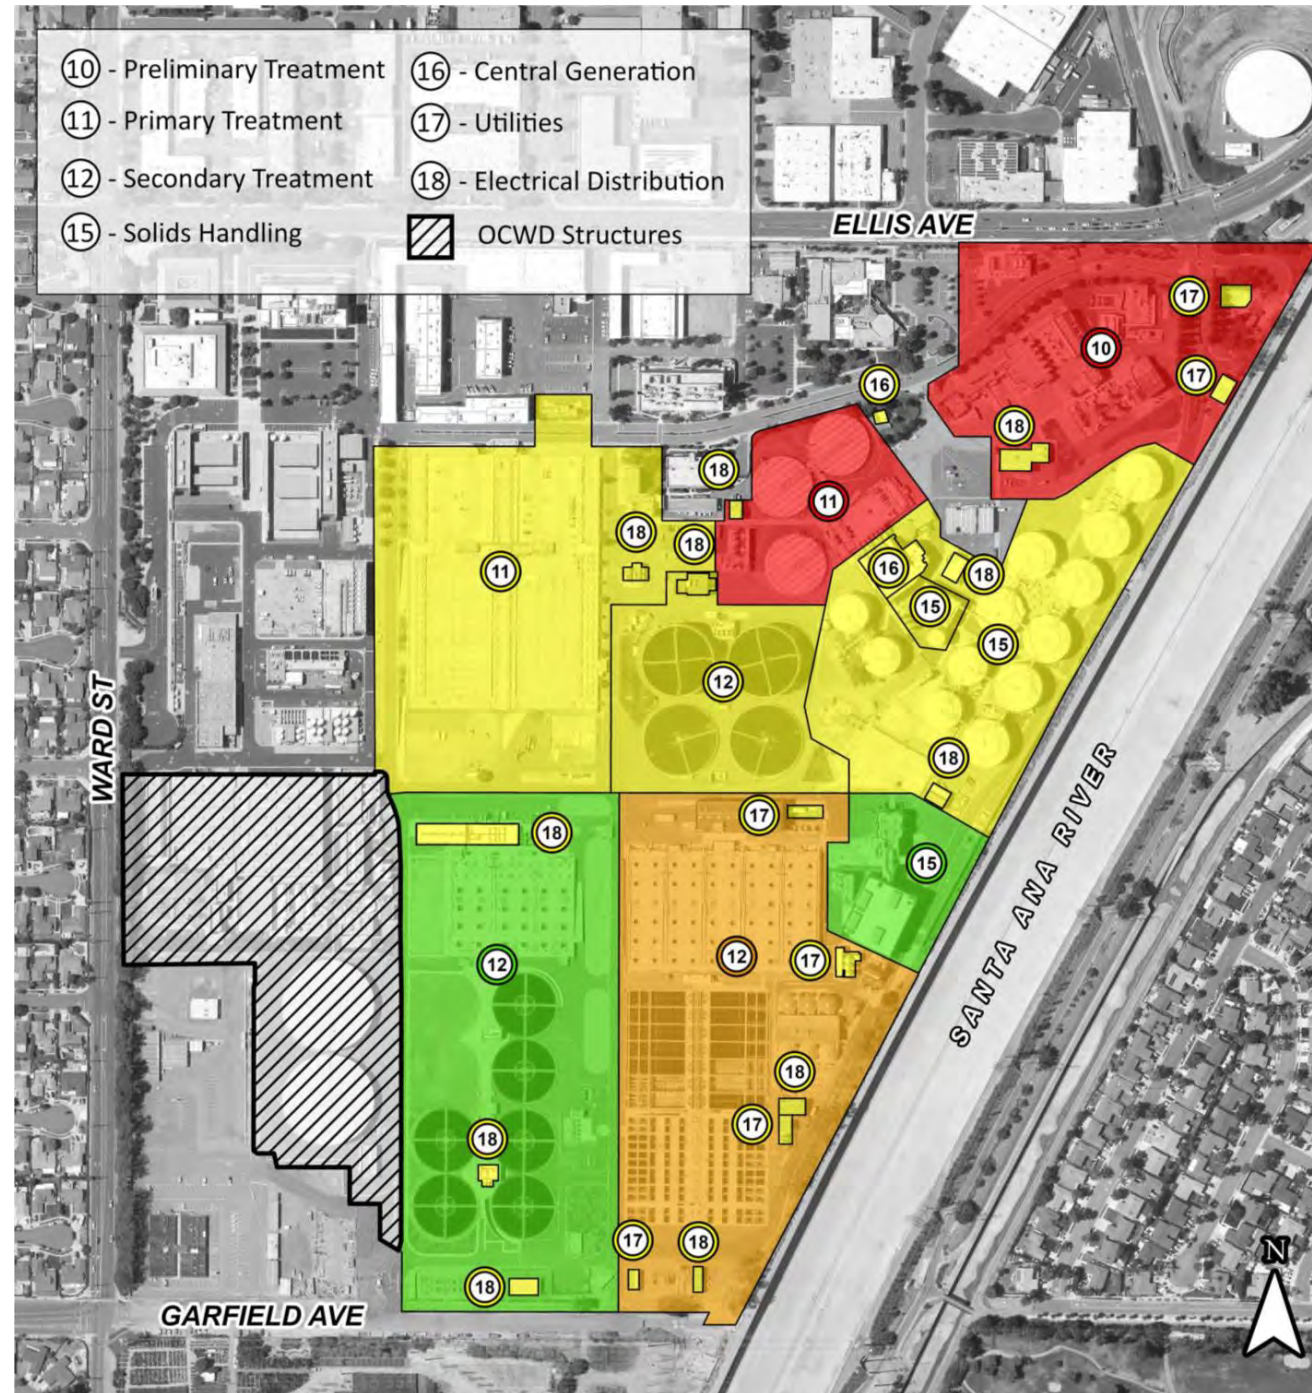 10 - Preliminary Treatment
11 - Primary Treatment
12 - Secondary Treatment
15 - Solids Handling
16 - Central Generation
17 - Utilities
18 - Electrical Distribution
OCWD Structures
ELLIS AVE
17
10
17
16
18
18
11
18
18
11
16
18
15
15
12
18
WARD ST
SANTA ANA RIVER
17
18
15
12
12
17
18
17
18
17
18
18
GARFIELD AVE
N